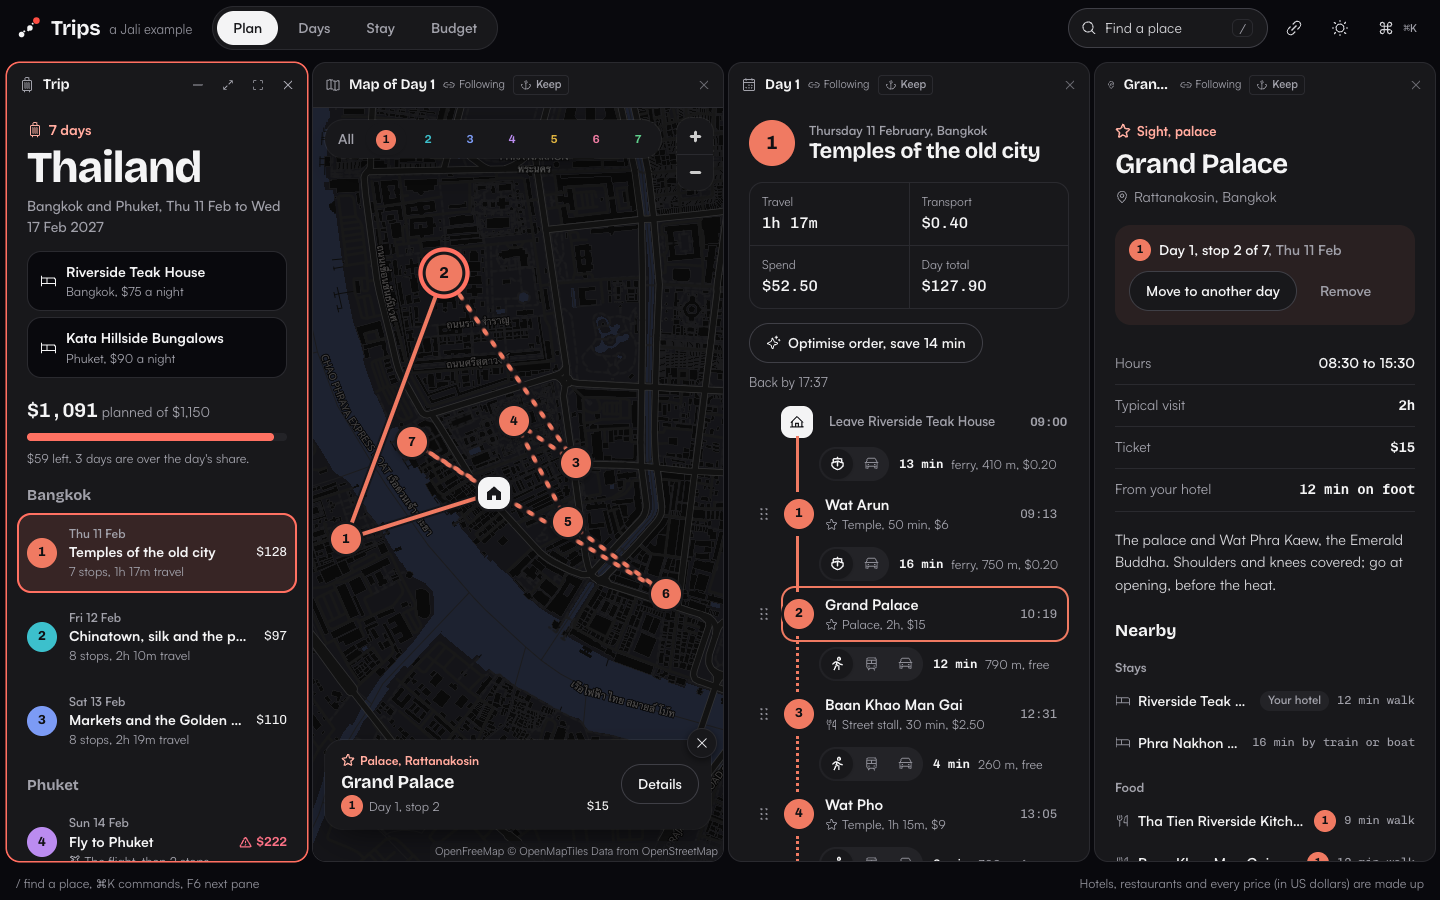 Trips a Jali example
Plan Days Stay Budget
Find a place /
⌘K
Trip
7 days
Thailand
Bangkok and Phuket, Thu 11 Feb to Wed
17 Feb 2027
Riverside Teak House
Bangkok, $75 a night
Kata Hillside Bungalows
Phuket, $90 a night
$1,091 planned of $1,150
$59 left. 3 days are over the day's share.
Bangkok
Thu 11 Feb
1 Temples of the old city $128
7 stops, 1h 17m travel
Fri 12 Feb
2 Chinatown, silk and the p... $97
8 stops, 2h 10m travel
Sat 13 Feb
3 Markets and the Golden ... $110
8 stops, 2h 19m travel
Phuket
Sun 14 Feb
4 Fly to Phuket $222
Map of Day 1 Following Keep
All 1 2 3 4 5 6 7
+
−
พระนคร
2
4
7
3
5
1
6
Palace, Rattanakosin
Grand Palace
1 Day 1, stop 2 $15
Details
OpenFreeMap © OpenMapTiles Data from OpenStreetMap
Day 1 Following Keep
1
Thursday 11 February, Bangkok
Temples of the old city
Travel
1h 17m
Transport
$0.40
Spend
$52.50
Day total
$127.90
Optimise order, save 14 min
Back by 17:37
Leave Riverside Teak House 09:00
13 min ferry, 410 m, $0.20
1 Wat Arun 09:13
Temple, 50 min, $6
16 min ferry, 750 m, $0.20
2 Grand Palace 10:19
Palace, 2h, $15
12 min 790 m, free
3 Baan Khao Man Gai 12:31
Street stall, 30 min, $2.50
4 min 260 m, free
4 Wat Pho 13:05
Temple, 1h 15m, $9
Gran... Following Keep
Sight, palace
Grand Palace
Rattanakosin, Bangkok
1 Day 1, stop 2 of 7, Thu 11 Feb
Move to another day Remove
Hours 08:30 to 15:30
Typical visit 2h
Ticket $15
From your hotel 12 min on foot
The palace and Wat Phra Kaew, the Emerald
Buddha. Shoulders and knees covered; go at
opening, before the heat.
Nearby
Stays
Riverside Teak ... Your hotel 12 min walk
Phra Nakhon ... 16 min by train or boat
Food
Tha Tien Riverside Kitch... 1 9 min walk
/ find a place, ⌘K commands, F6 next pane
Hotels, restaurants and every price (in US dollars) are made up